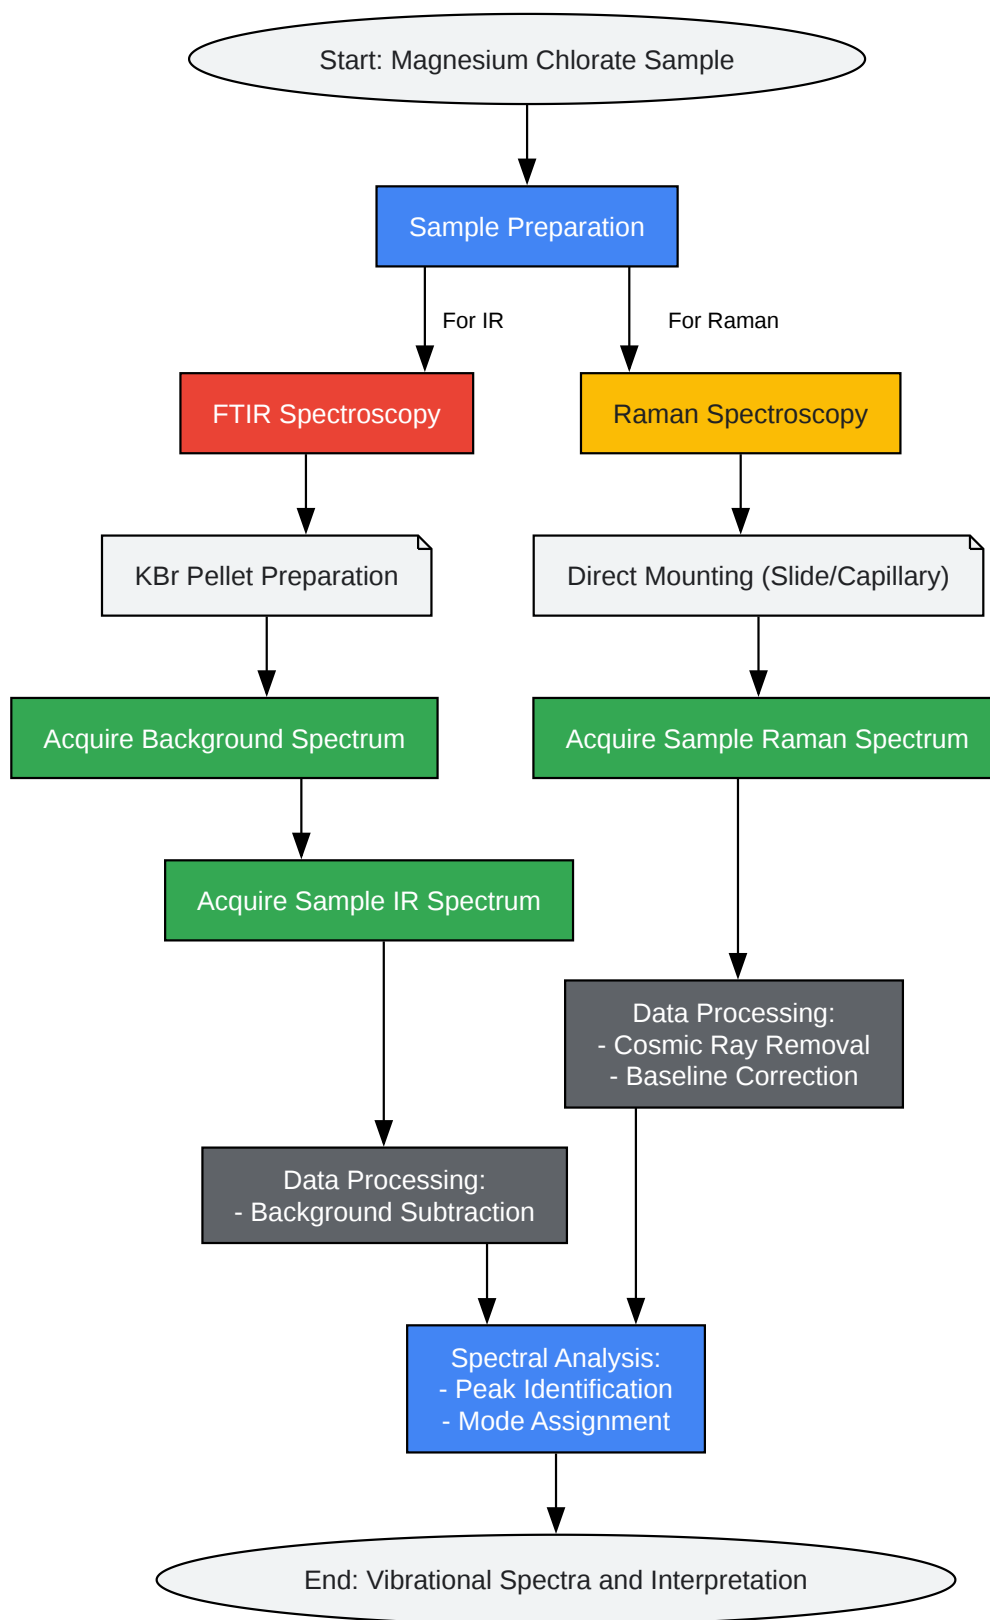 Start: Magnesium Chlorate Sample
Sample Preparation
For IR
For Raman
FTIR Spectroscopy
Raman Spectroscopy
KBr Pellet Preparation
Direct Mounting (Slide/Capillary)
Acquire Background Spectrum
Acquire Sample Raman Spectrum
Acquire Sample IR Spectrum
Data Processing:
- Cosmic Ray Removal
- Baseline Correction
Data Processing:
- Background Subtraction
Spectral Analysis:
- Peak Identification
- Mode Assignment
End: Vibrational Spectra and Interpretation